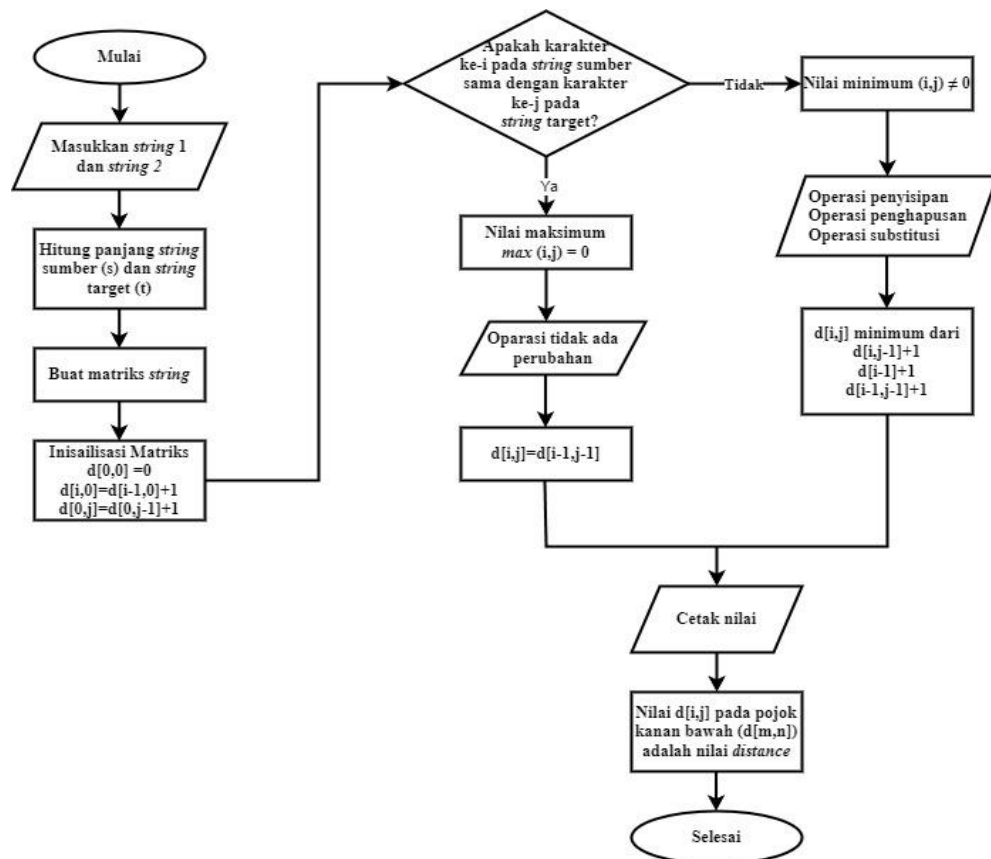 Mulai
Masukkan string 1
dan string 2
Hitung panjang string
sumber (s) dan string
target (t)
Buat matriks string
Inisailisasi Matriks
d[0,0] =0
d[i,0]=d[i-1,0]+1
d[0,j]=d[0,j-1]+1
Apakah karakter
ke-i pada string sumber
sama dengan karakter
ke-j pada
string target?
Tidak
Ya
Nilai maksimum
max (i,j) = 0
Oparasi tidak ada
perubahan
d[i,j]=d[i-1,j-1]
Nilai minimum (i,j) ≠ 0
Operasi penyisipan
Operasi penghapusan
Operasi substitusi
d[i,j] minimum dari
d[i,j-1]+1
d[i-1]+1
d[i-1,j-1]+1
Cetak nilai
Nilai d[i,j] pada pojok
kanan bawah (d[m,n])
adalah nilai distance
Selesai